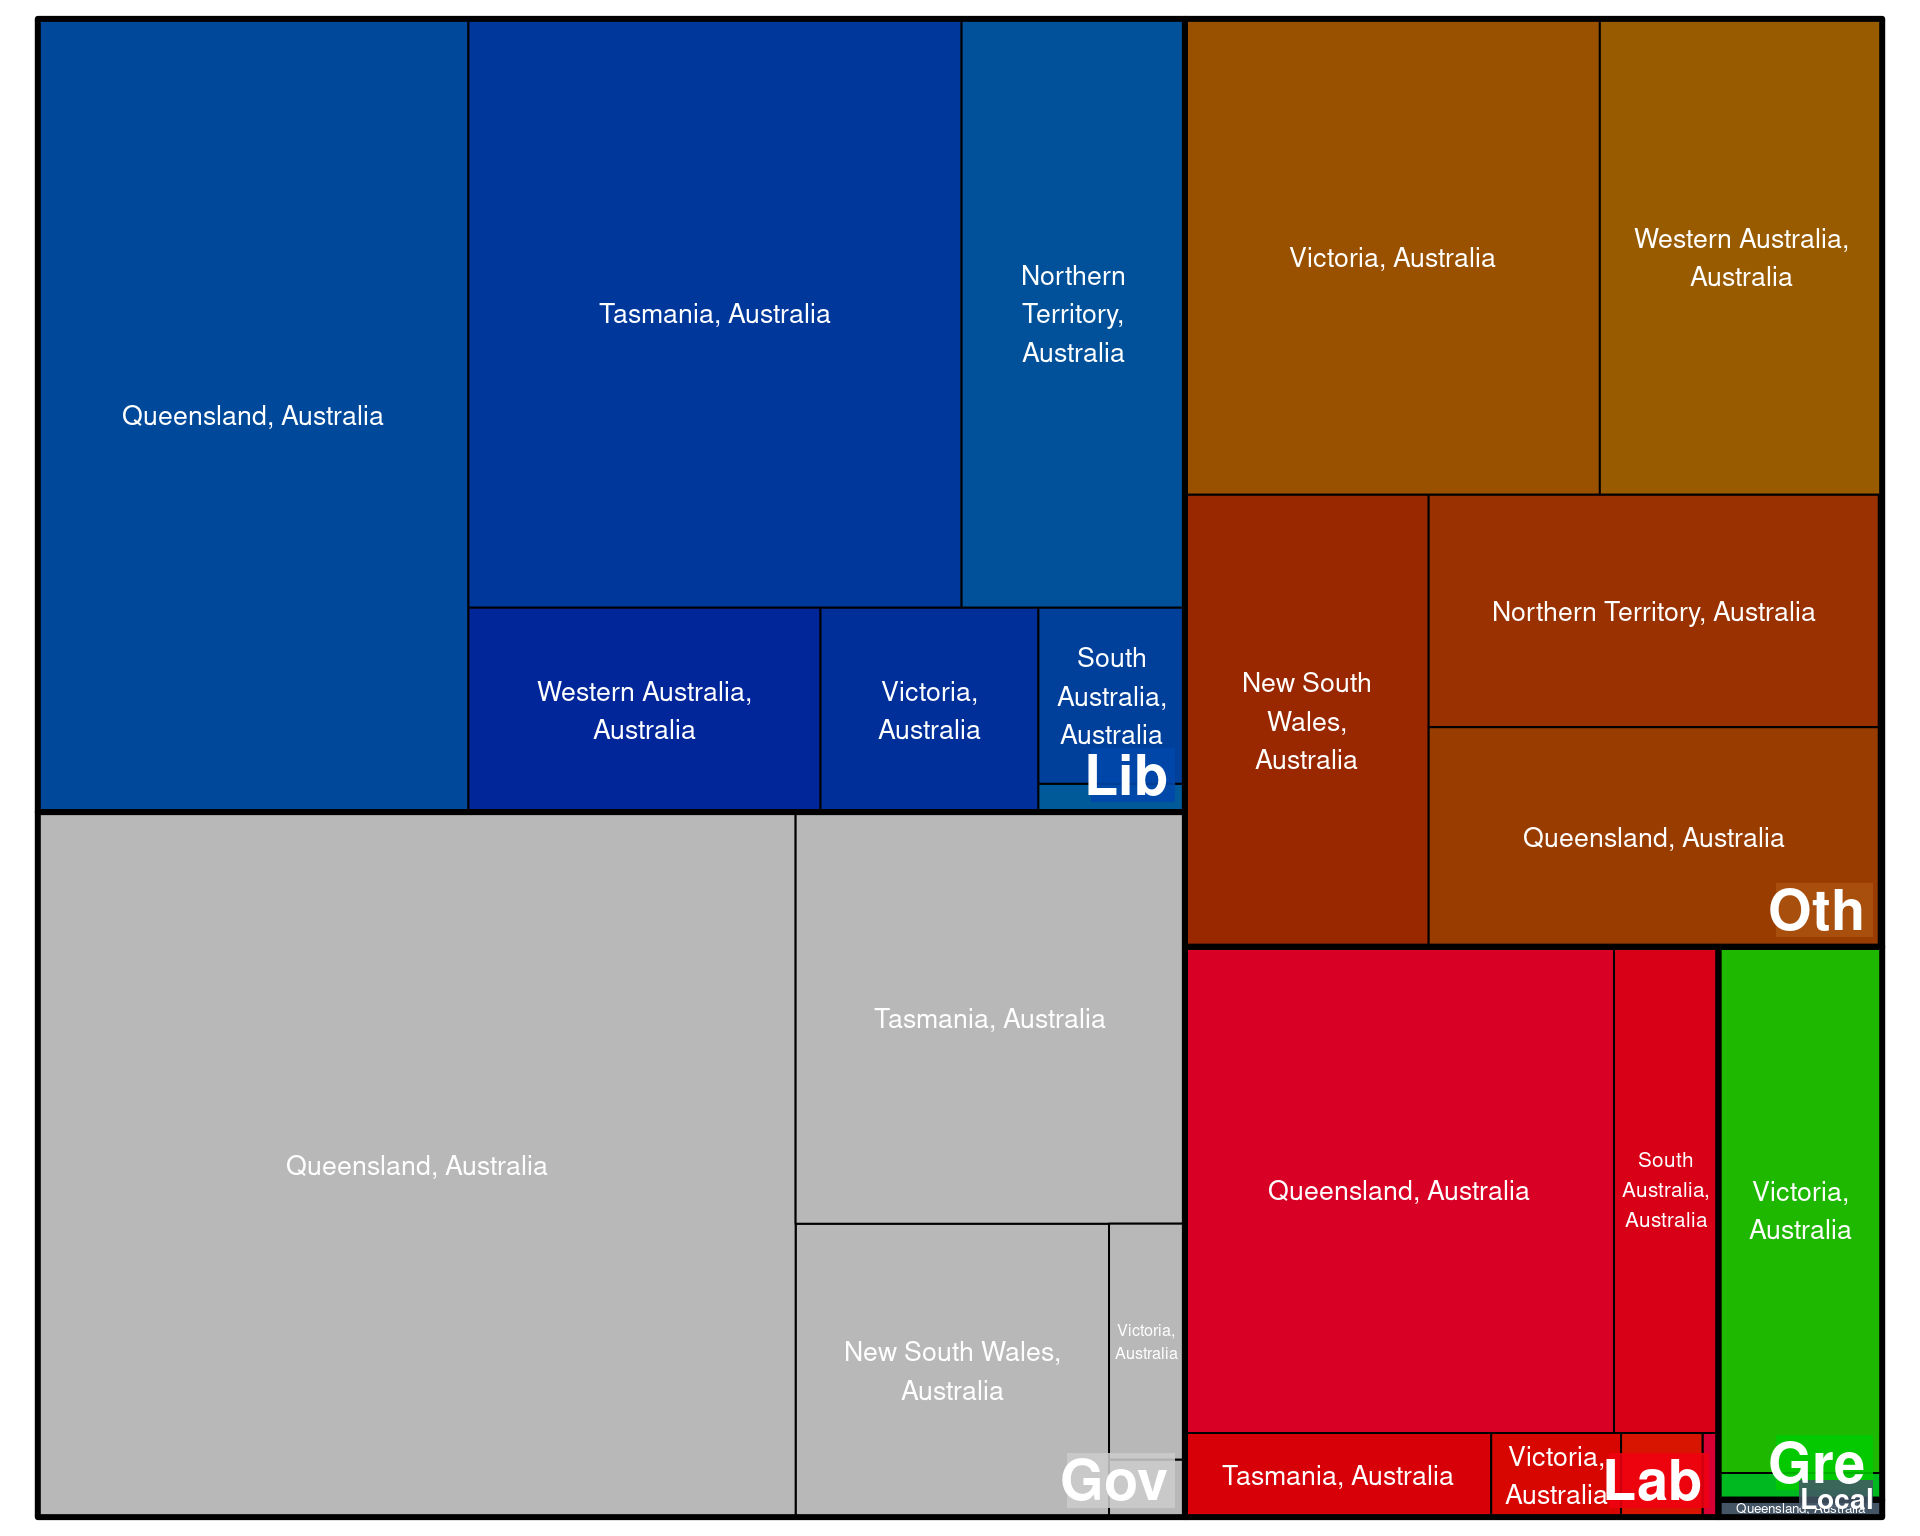 Queensland, Australia
Tasmania, Australia
Northern
Territory,
Australia
Western Australia,
Australia
Victoria,
Australia
South
Australia,
Australia
Lib
Victoria, Australia
Western Australia,
Australia
New South
Wales,
Australia
Northern Territory, Australia
Queensland, Australia
Oth
Queensland, Australia
Tasmania, Australia
New South Wales,
Australia
Victoria,
Australia
Gov
Queensland, Australia
South
Australia,
Australia
Tasmania, Australia
Victoria,
Australia
Lab
Victoria,
Australia
Gre
Queensland, Australia
Local